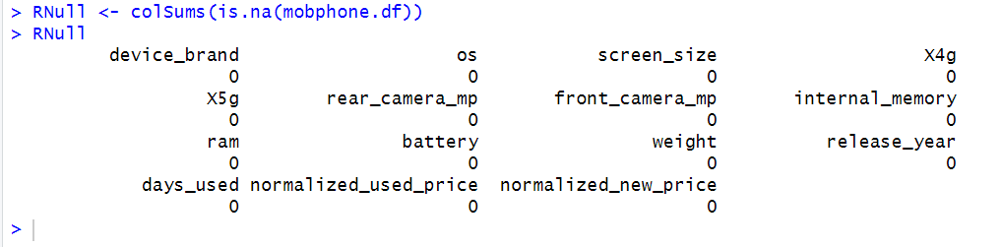 > RNull <- colSums(is.na(mobphone.df))
> RNull
device_brand os screen_size X4g
0 0 0 0
X5g rear_camera_mp front_camera_mp internal_memory
0 0 0 0
ram battery weight release_year
0 0 0 0
days_used normalized_used_price normalized_new_price
0 0 0
>